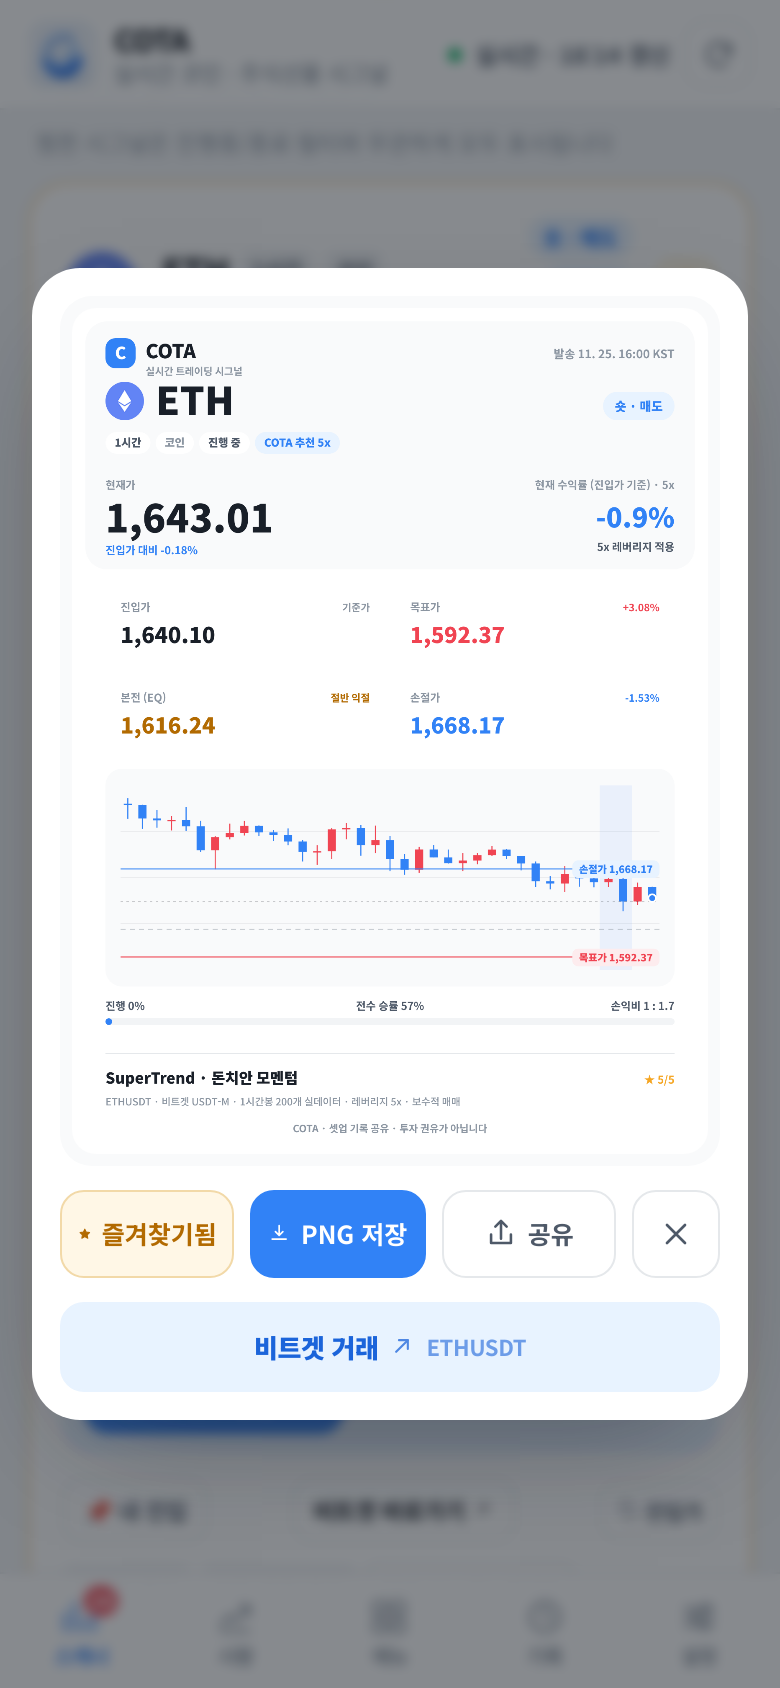 COTA
C COTA
실시간 트레이딩 시그널
발송 11. 25. 16:00 KST
ETH
숏 · 매도
1시간 코인 진행 중 COTA 추천 5x
현재가
현재 수익률 (진입가 기준) · 5x
1,643.01
-0.9%
진입가 대비 -0.18%
5x 레버리지 적용
진입가 기준가
1,640.10
목표가 +3.08%
1,592.37
본전 (EQ) 절반 익절
1,616.24
손절가 -1.53%
1,668.17
손절가 1,668.17
목표가 1,592.37
진행 0% 전수 승률 57% 손익비 1 : 1.7
SuperTrend · 돈치안 모멘텀 ★ 5/5
ETHUSDT · 비트겟 USDT-M · 1시간봉 200개 실데이터 · 레버리지 5x · 보수적 매매
COTA · 셋업 기록 공유 · 투자 권유가 아닙니다
★ 즐겨찾기됨
PNG 저장
공유
비트겟 거래 ↗ ETHUSDT